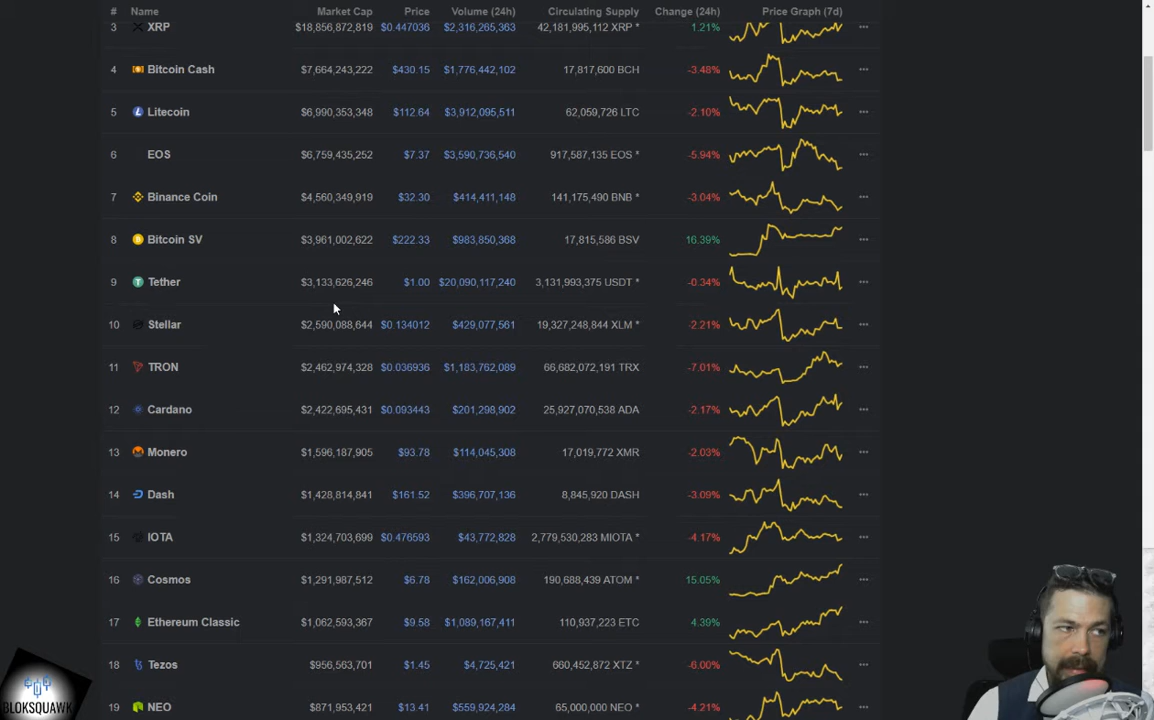 # Name Market Cap Price Volume (24h) Circulating Supply Change (24h) Price Graph (7d)
3 XRP $18,856,872,819 $0.447036 $2,316,265,363 42,181,995,112 XRP * 1.21%
4 Bitcoin Cash $7,664,243,222 $430.15 $1,776,442,102 17,817,600 BCH -3.48%
5 Litecoin $6,990,353,348 $112.64 $3,912,095,511 62,059,726 LTC -2.10%
6 EOS $6,759,435,252 $7.37 $3,590,736,540 917,587,135 EOS * -5.94%
7 Binance Coin $4,560,349,919 $32.30 $414,411,148 141,175,490 BNB * -3.04%
8 Bitcoin SV $3,961,002,622 $222.33 $983,850,368 17,815,586 BSV 16.39%
9 Tether $3,133,626,246 $1.00 $20,090,117,240 3,131,993,375 USDT * -0.34%
10 Stellar $2,590,088,644 $0.134012 $429,077,561 19,327,248,844 XLM * -2.21%
11 TRON $2,462,974,328 $0.036936 $1,183,762,089 66,682,072,191 TRX -7.01%
12 Cardano $2,422,695,431 $0.093443 $201,298,902 25,927,070,538 ADA -2.17%
13 Monero $1,596,187,905 $93.78 $114,045,308 17,019,772 XMR -2.03%
14 Dash $1,428,814,841 $161.52 $396,707,136 8,845,920 DASH -3.09%
15 IOTA $1,324,703,699 $0.476593 $43,772,828 2,779,530,283 MIOTA * -4.17%
16 Cosmos $1,291,987,512 $6.78 $162,006,908 190,688,439 ATOM * 15.05%
17 Ethereum Classic $1,062,593,367 $9.58 $1,089,167,411 110,937,223 ETC 4.39%
18 Tezos $956,563,701 $1.45 $4,725,421 660,452,872 XTZ * -6.00%
19 NEO $871,953,421 $13.41 $559,924,284 65,000,000 NEO * -4.21%
BLOKSQUAWK